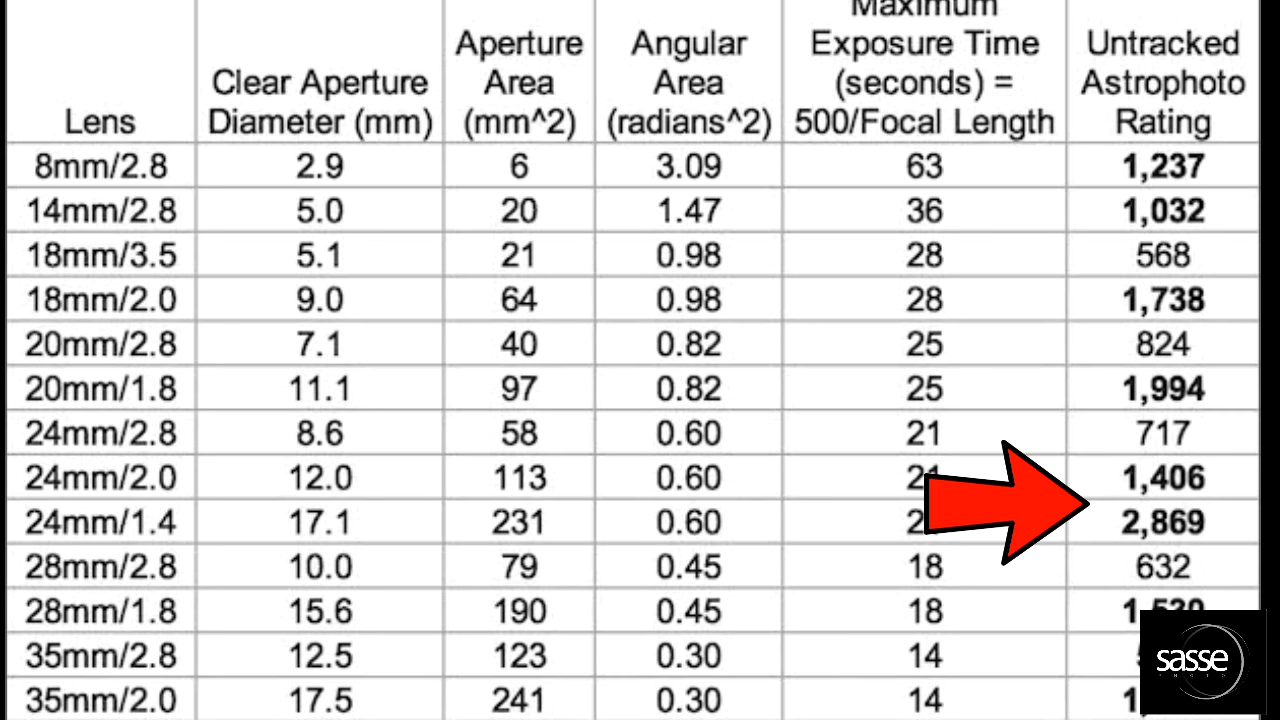 Maximum
Aperture Angular Exposure Time Untracked
Clear Aperture Area Area (seconds) = Astrophoto
Lens Diameter (mm) (mm^2) (radians^2) 500/Focal Length Rating
8mm/2.8 2.9 6 3.09 63 1,237
14mm/2.8 5.0 20 1.47 36 1,032
18mm/3.5 5.1 21 0.98 28 568
18mm/2.0 9.0 64 0.98 28 1,738
20mm/2.8 7.1 40 0.82 25 824
20mm/1.8 11.1 97 0.82 25 1,994
24mm/2.8 8.6 58 0.60 21 717
24mm/2.0 12.0 113 0.60 21 1,406
24mm/1.4 17.1 231 0.60 2,869
28mm/2.8 10.0 79 0.45 18 632
28mm/1.8 15.6 190 0.45 18
35mm/2.8 12.5 123 0.30 14
35mm/2.0 17.5 241 0.30 14
sasse
PHOTO